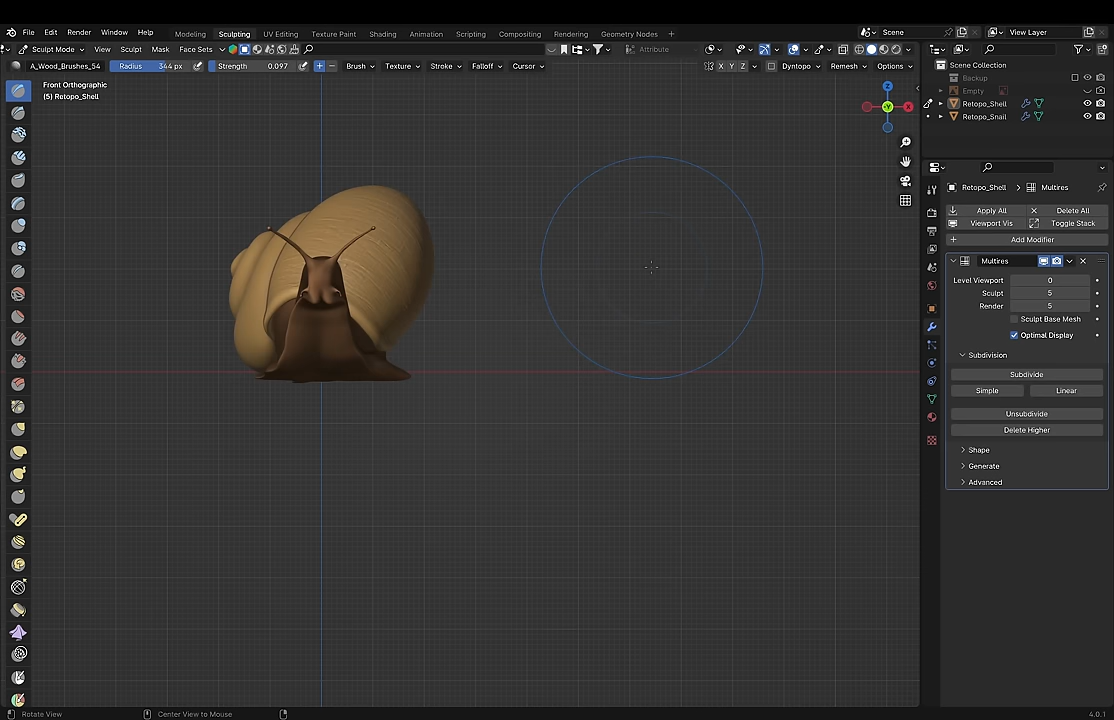 File Edit Render Window Help Modeling Sculpting UV Editing Texture Paint Shading Animation Scripting Compositing Rendering Geometry Nodes + Scene View Layer
Sculpt Mode View Sculpt Mask Face Sets Attribute
A_Wood_Brushes_54 Radius 344 px Strength 0.097 + − Brush Texture Stroke Falloff Cursor X Y Z Dyntopo Remesh Options
Front Orthographic
(5) Retopo_Shell
Z
Y
X
Scene Collection
Backup
Empty
Retopo_Shell
Retopo_Snail
Retopo_Shell > Multires
Apply All Delete All
Viewport Vis Toggle Stack
+ Add Modifier
Multires
Level Viewport 0
Sculpt 5
Render 5
Sculpt Base Mesh
Optimal Display
Subdivision
Subdivide
Simple Linear
Unsubdivide
Delete Higher
Shape
Generate
Advanced
Rotate View Center View to Mouse 4.0.1